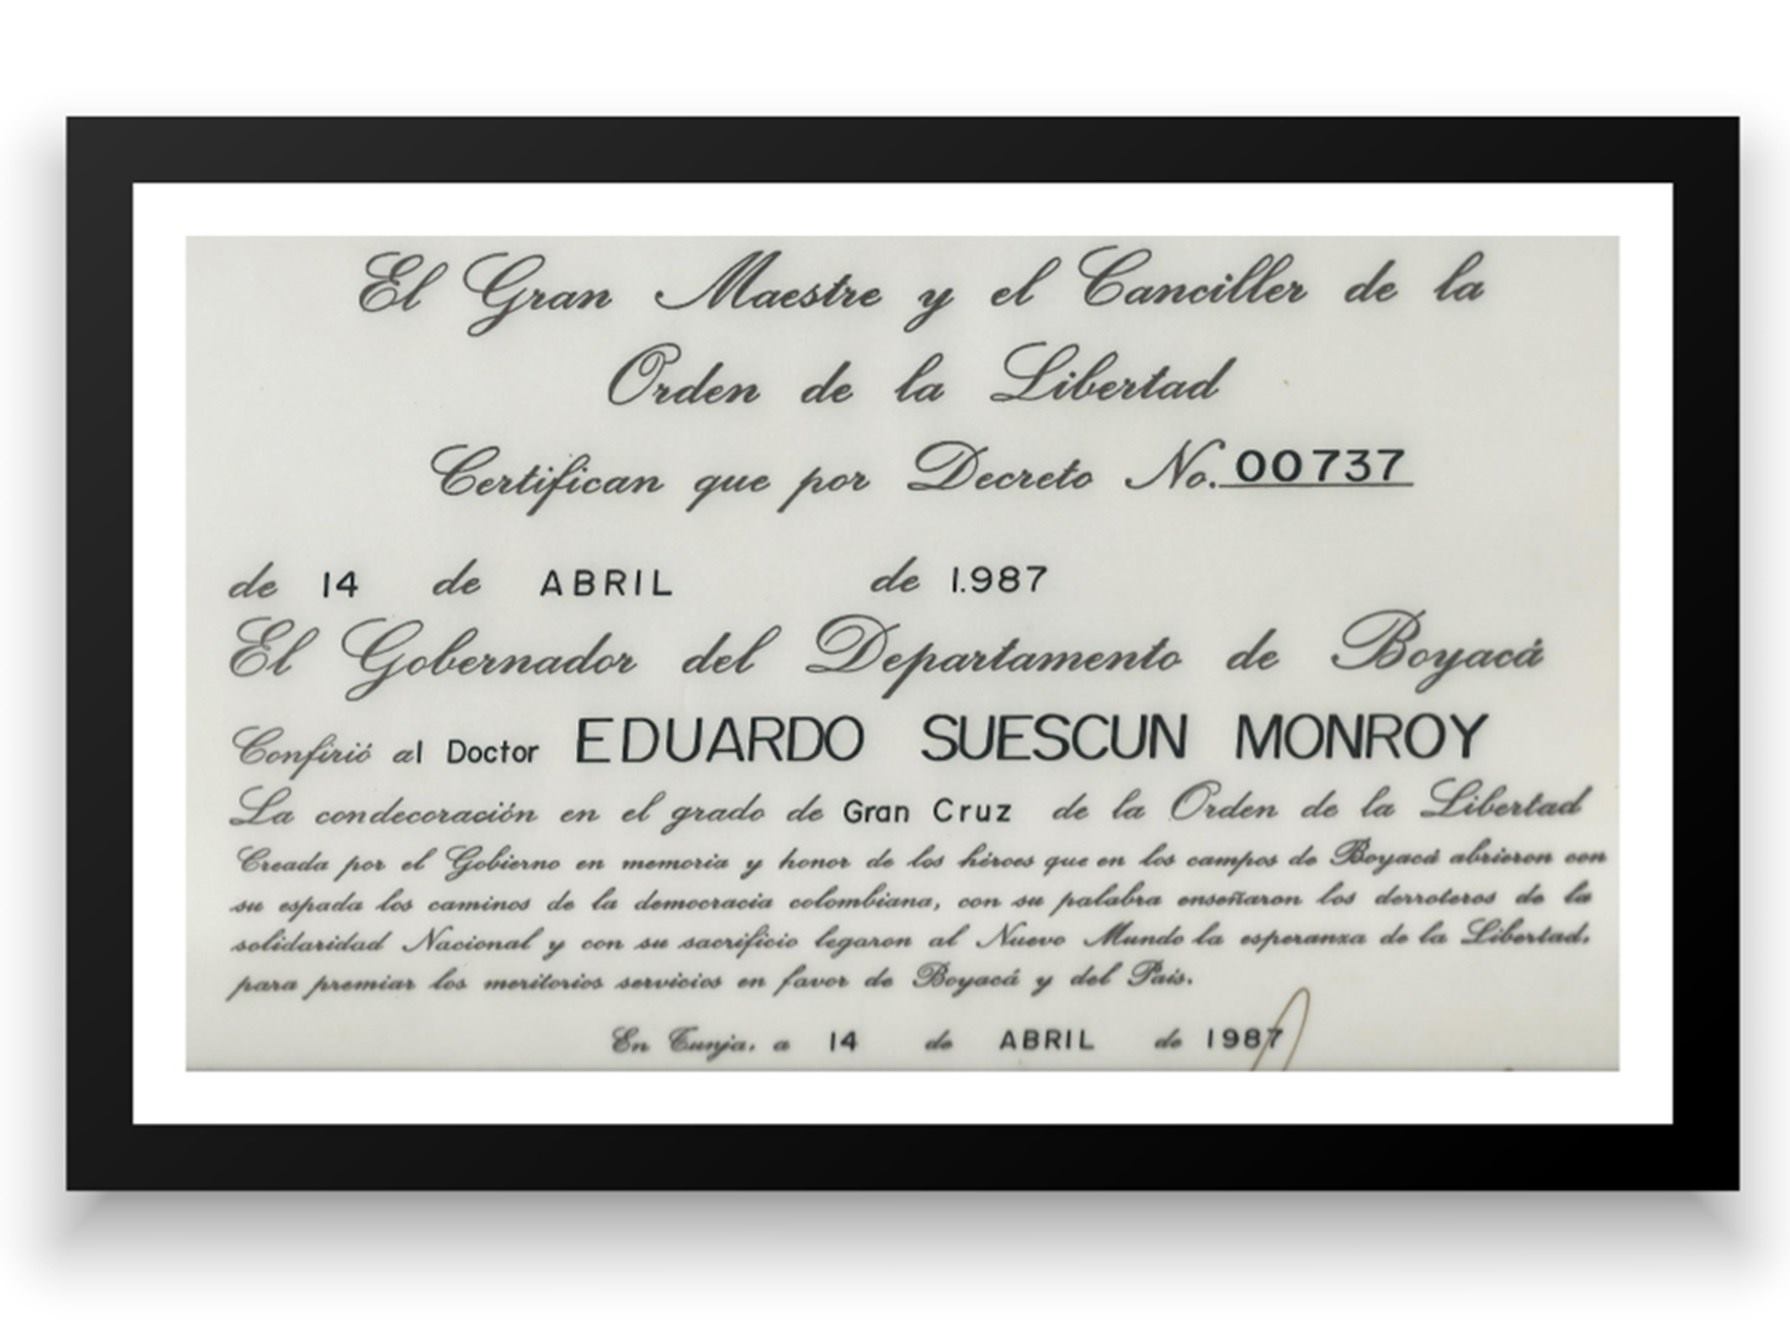 El Gran Maestre y el Canciller de la
Orden de la Libertad
Certifican que por Decreto No. 00737
de 14 de ABRIL de 1.987
El Gobernador del Departamento de Boyacá
Confirió al Doctor EDUARDO SUESCUN MONROY
La condecoración en el grado de Gran Cruz de la Orden de la Libertad
Creada por el Gobierno en memoria y honor de los héroes que en los campos de Boyacá abrieron con
su espada los caminos de la democracia colombiana, con su palabra enseñaron los derroteros de la
solidaridad Nacional y con su sacrificio legaron al Nuevo Mundo la esperanza de la Libertad,
para premiar los meritorios servicios en favor de Boyacá y del País.
En Tunja, a 14 de ABRIL de 1987